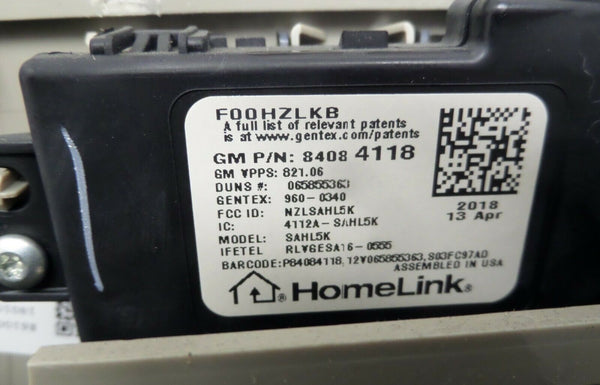 F00HZLKB
A full list of relevant patents
is at www.gentex.com/patents
GM P/N: 8408 4118
GM VPPS: 821.06
DUNS #: 065855363
GENTEX: 960-0340
FCC ID: NZLSAHL5K
IC: 4112A-SAHL5K
MODEL: SAHL5K
IFETEL RLVGESA16-0555
BARCODE:P84084118,12V065855363,S03FC97AD
ASSEMBLED IN USA
2018
13 Apr
HomeLink®